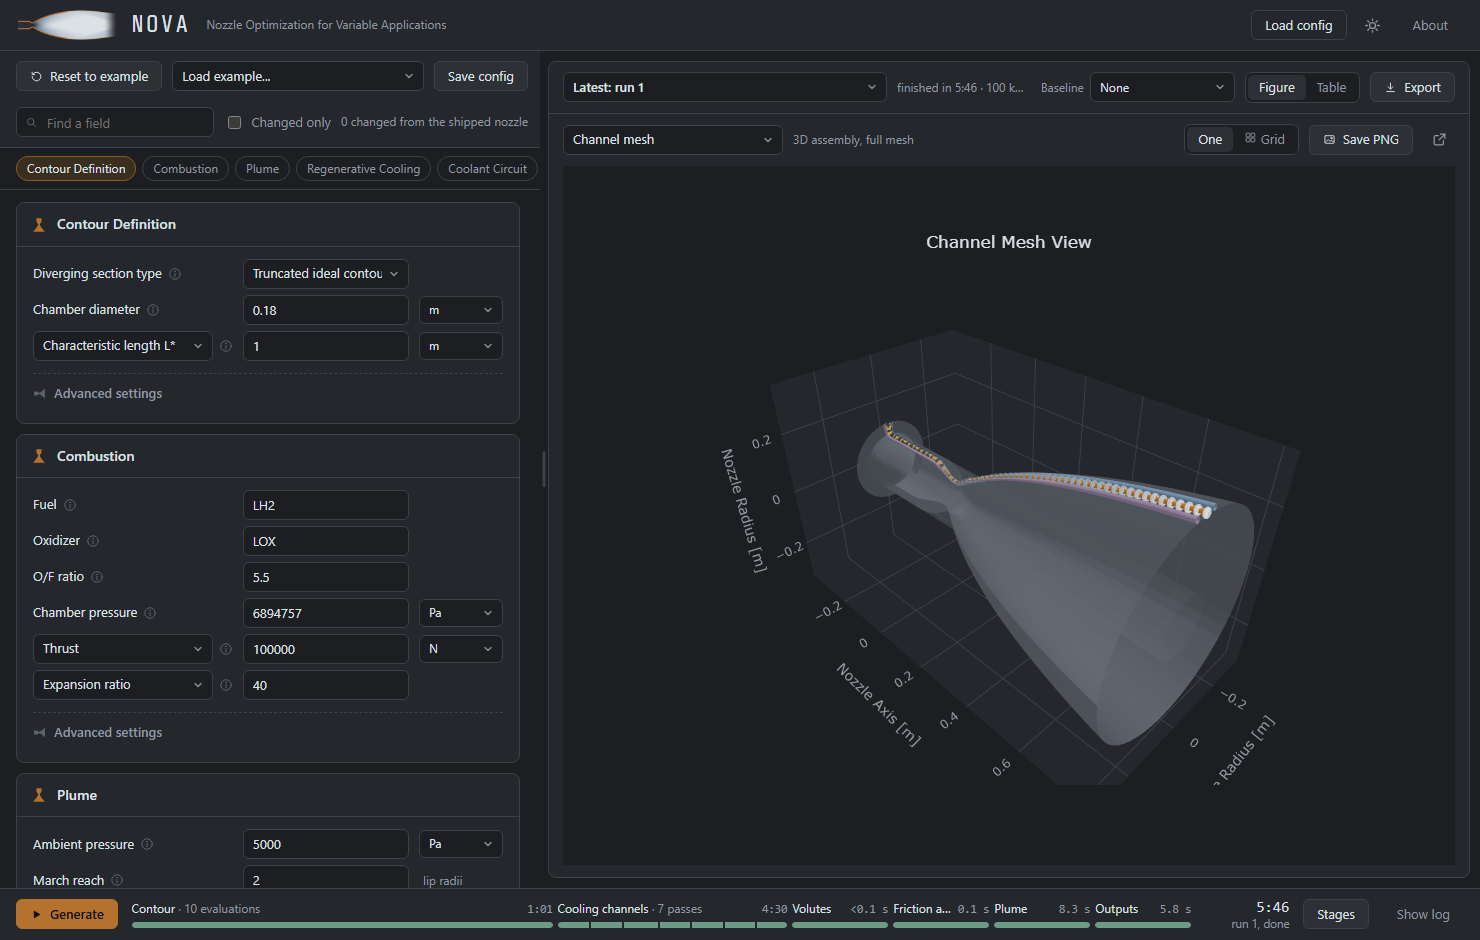 NOVA
Nozzle Optimization for Variable Applications
Load config
About
Reset to example
Load example...
Save config
Find a field
Changed only
0 changed from the shipped nozzle
Contour Definition
Combustion
Plume
Regenerative Cooling
Coolant Circuit
Contour Definition
Diverging section type
Truncated ideal contou
Chamber diameter
0.18
m
Characteristic length L*
1
m
Advanced settings
Combustion
Fuel
LH2
Oxidizer
LOX
O/F ratio
5.5
Chamber pressure
6894757
Pa
Thrust
100000
N
Expansion ratio
40
Advanced settings
Plume
Ambient pressure
5000
Pa
March reach
2
lip radii
Latest: run 1
finished in 5:46 · 100 k...
Baseline
None
Figure
Table
Export
Channel mesh
3D assembly, full mesh
One
Grid
Save PNG
Channel Mesh View
0.2
0
−0.2
Nozzle Radius [m]
−0.2
0
0.2
0.4
0.6
Nozzle Axis [m]
−0.2
0
e Radius [m]
Generate
Contour · 10 evaluations
1:01
Cooling channels · 7 passes
4:30
Volutes
<0.1 s
Friction a...
0.1 s
Plume
8.3 s
Outputs
5.8 s
5:46
run 1, done
Stages
Show log